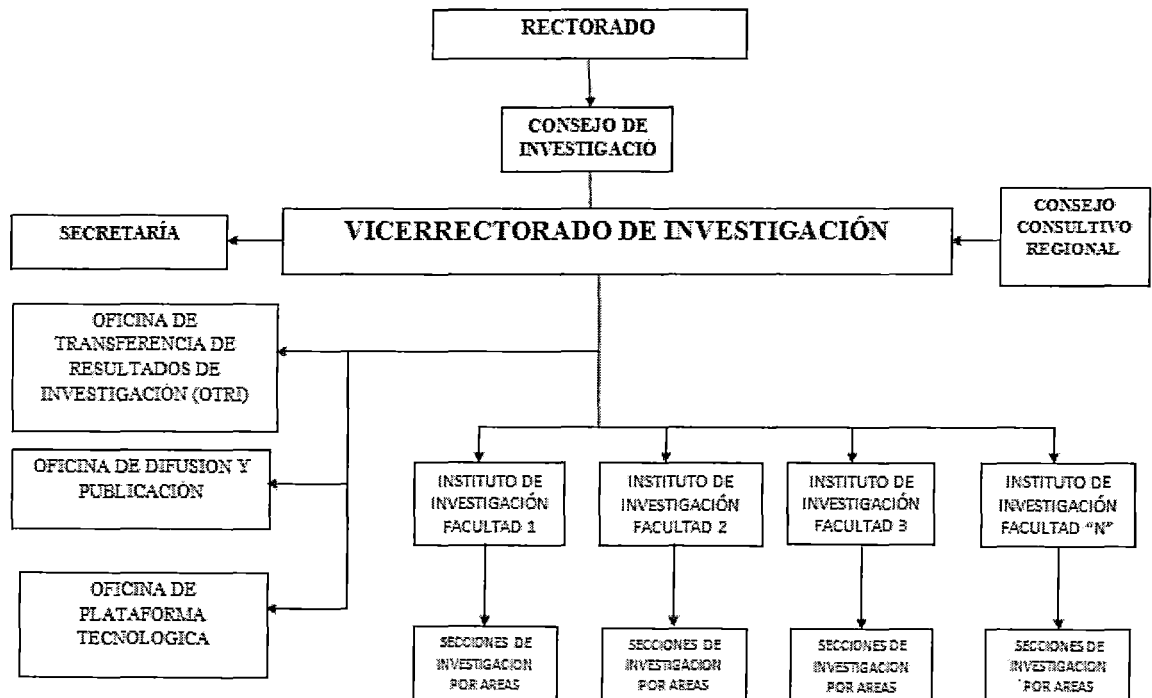 RECTORADO
CONSEJO DE
INVESTIGACIÓ
VICERRECTORADO DE INVESTIGACIÓN
SECRETARÍA
CONSEJO
CONSULTIVO
REGIONAL
OFICINA DE
TRANSFERENCIA DE
RESULTADOS DE
INVESTIGACIÓN (OTRI)
OFICINA DE DIFUSION Y
PUBLICACIÓN
OFICINA DE
PLATAFORMA
TECNOLOGICA
INSTITUTO DE
INVESTIGACIÓN
FACULTAD 1
INSTITUTO DE
INVESTIGACIÓN
FACULTAD 2
INSTITUTO DE
INVESTIGACIÓN
FACULTAD 3
INSTITUTO DE
INVESTIGACIÓN
FACULTAD "N"
SECCIONES DE
INVESTIGACION
POR AREAS
SECCIONES DE
INVESTIGACION
POR AREAS
SECCIONES DE
INVESTIGACION
POR AREAS
SECCIONES DE
INVESTIGACION
POR AREAS